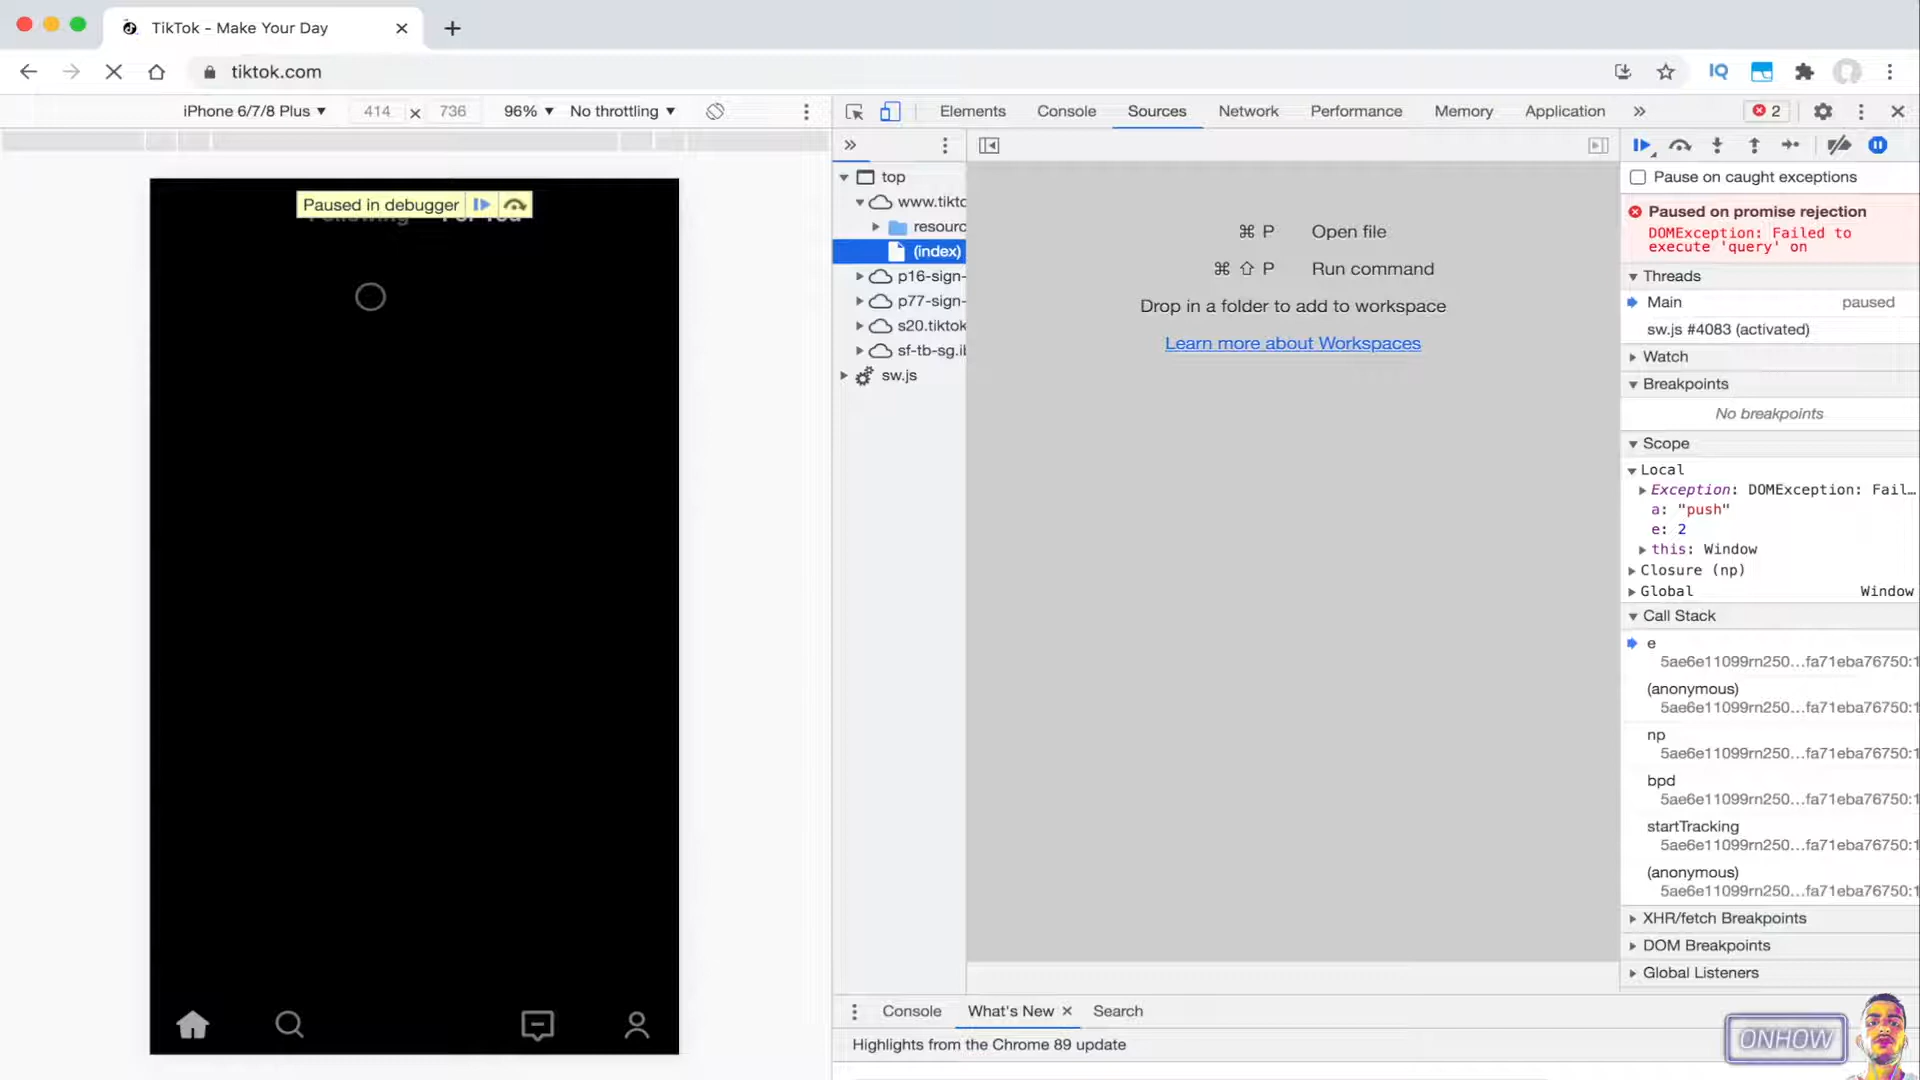 TikTok - Make Your Day
tiktok.com
IQ
iPhone 6/7/8 Plus
414
736
96%
No throttling
Elements
Console
Sources
Network
Performance
Memory
Application
2
Paused in debugger
For You
top
www.tikto
resourc
(index)
p16-sign-
p77-sign-
s20.tiktok
sf-tb-sg.ib
sw.js
⌘ P Open file
⌘ ⇧ P Run command
Drop in a folder to add to workspace
Learn more about Workspaces
Pause on caught exceptions
Paused on promise rejection
DOMException: Failed to
execute 'query' on
Threads
Main paused
sw.js #4083 (activated)
Watch
Breakpoints
No breakpoints
Scope
Local
Exception: DOMException: Fail…
a: "push"
e: 2
this: Window
Closure (np)
Global Window
Call Stack
e
5ae6e11099rn250…fa71eba76750:1
(anonymous)
5ae6e11099rn250…fa71eba76750:1
np
5ae6e11099rn250…fa71eba76750:1
bpd
5ae6e11099rn250…fa71eba76750:1
startTracking
5ae6e11099rn250…fa71eba76750:1
(anonymous)
5ae6e11099rn250…fa71eba76750:1
XHR/fetch Breakpoints
DOM Breakpoints
Global Listeners
Console
What's New
Search
Highlights from the Chrome 89 update
ONHOW